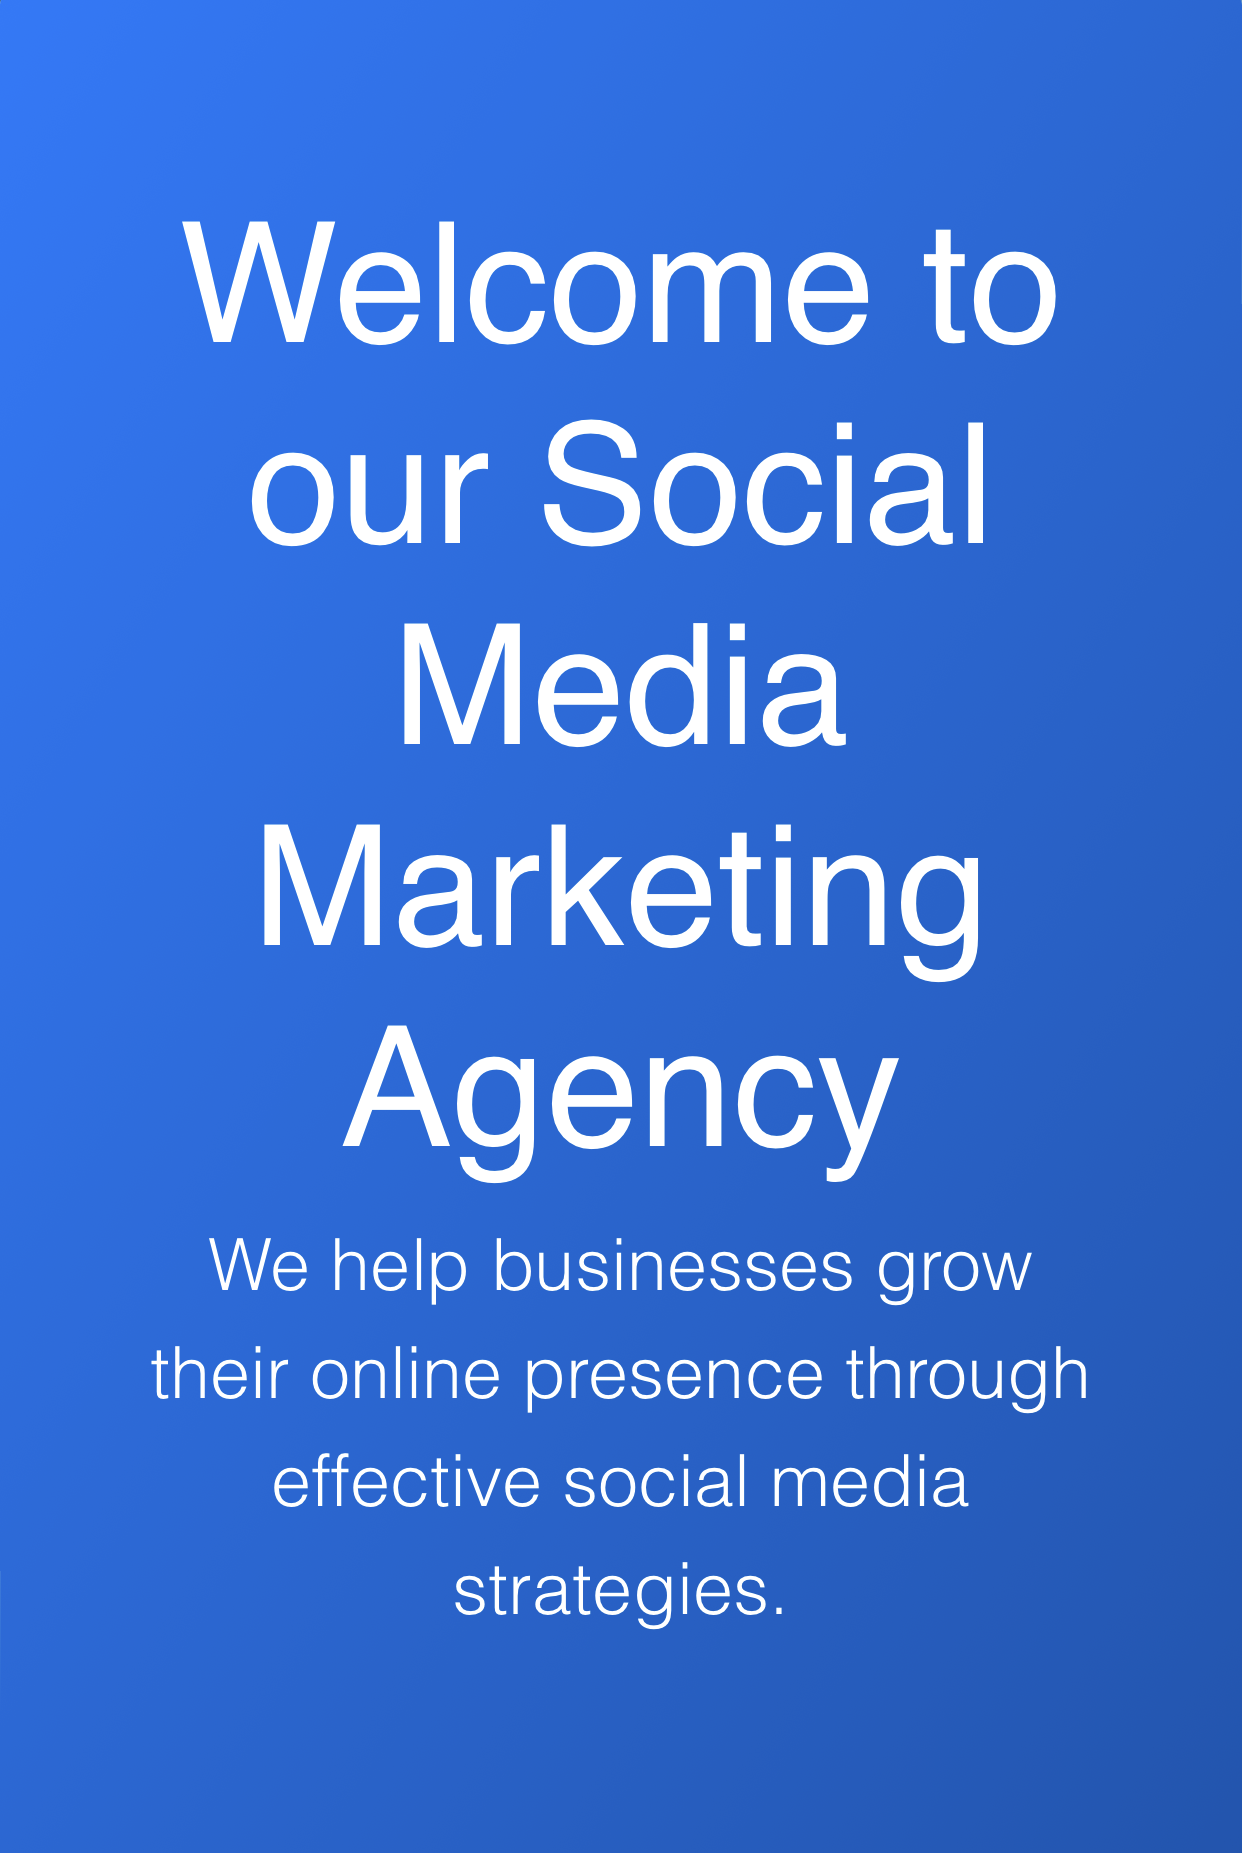 Welcome to
our Social
Media
Marketing
Agency
We help businesses grow
their online presence through
effective social media
strategies.